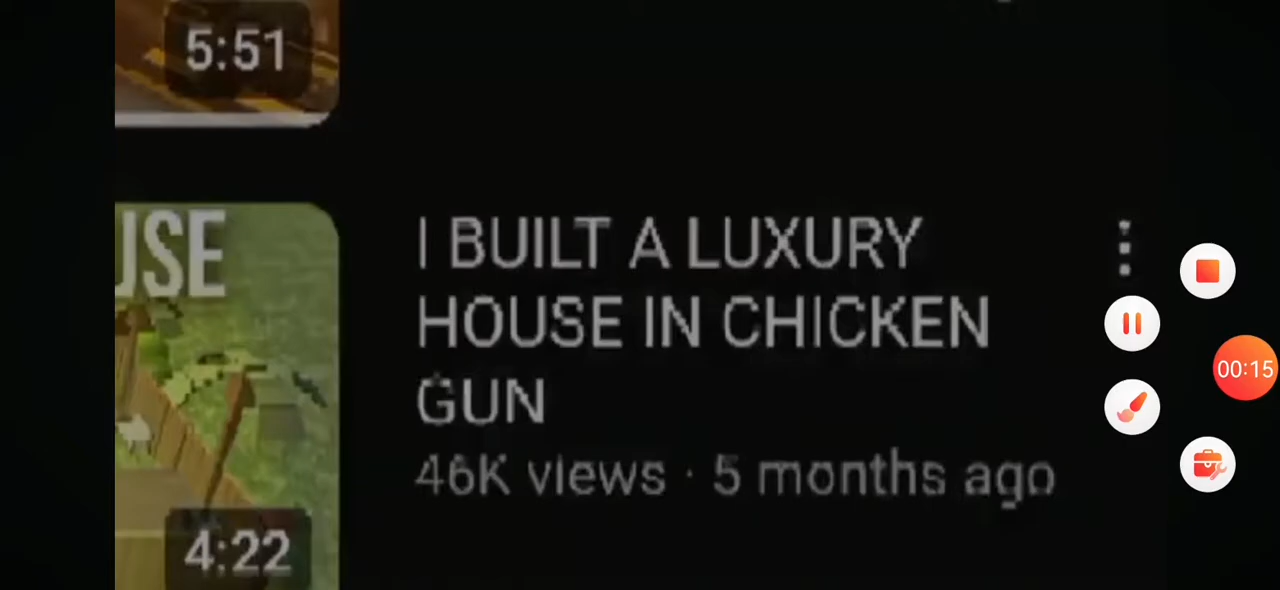 5:51
USE
I BUILT A LUXURY
HOUSE IN CHICKEN
GUN
46K views · 5 months ago
4:22
00:15